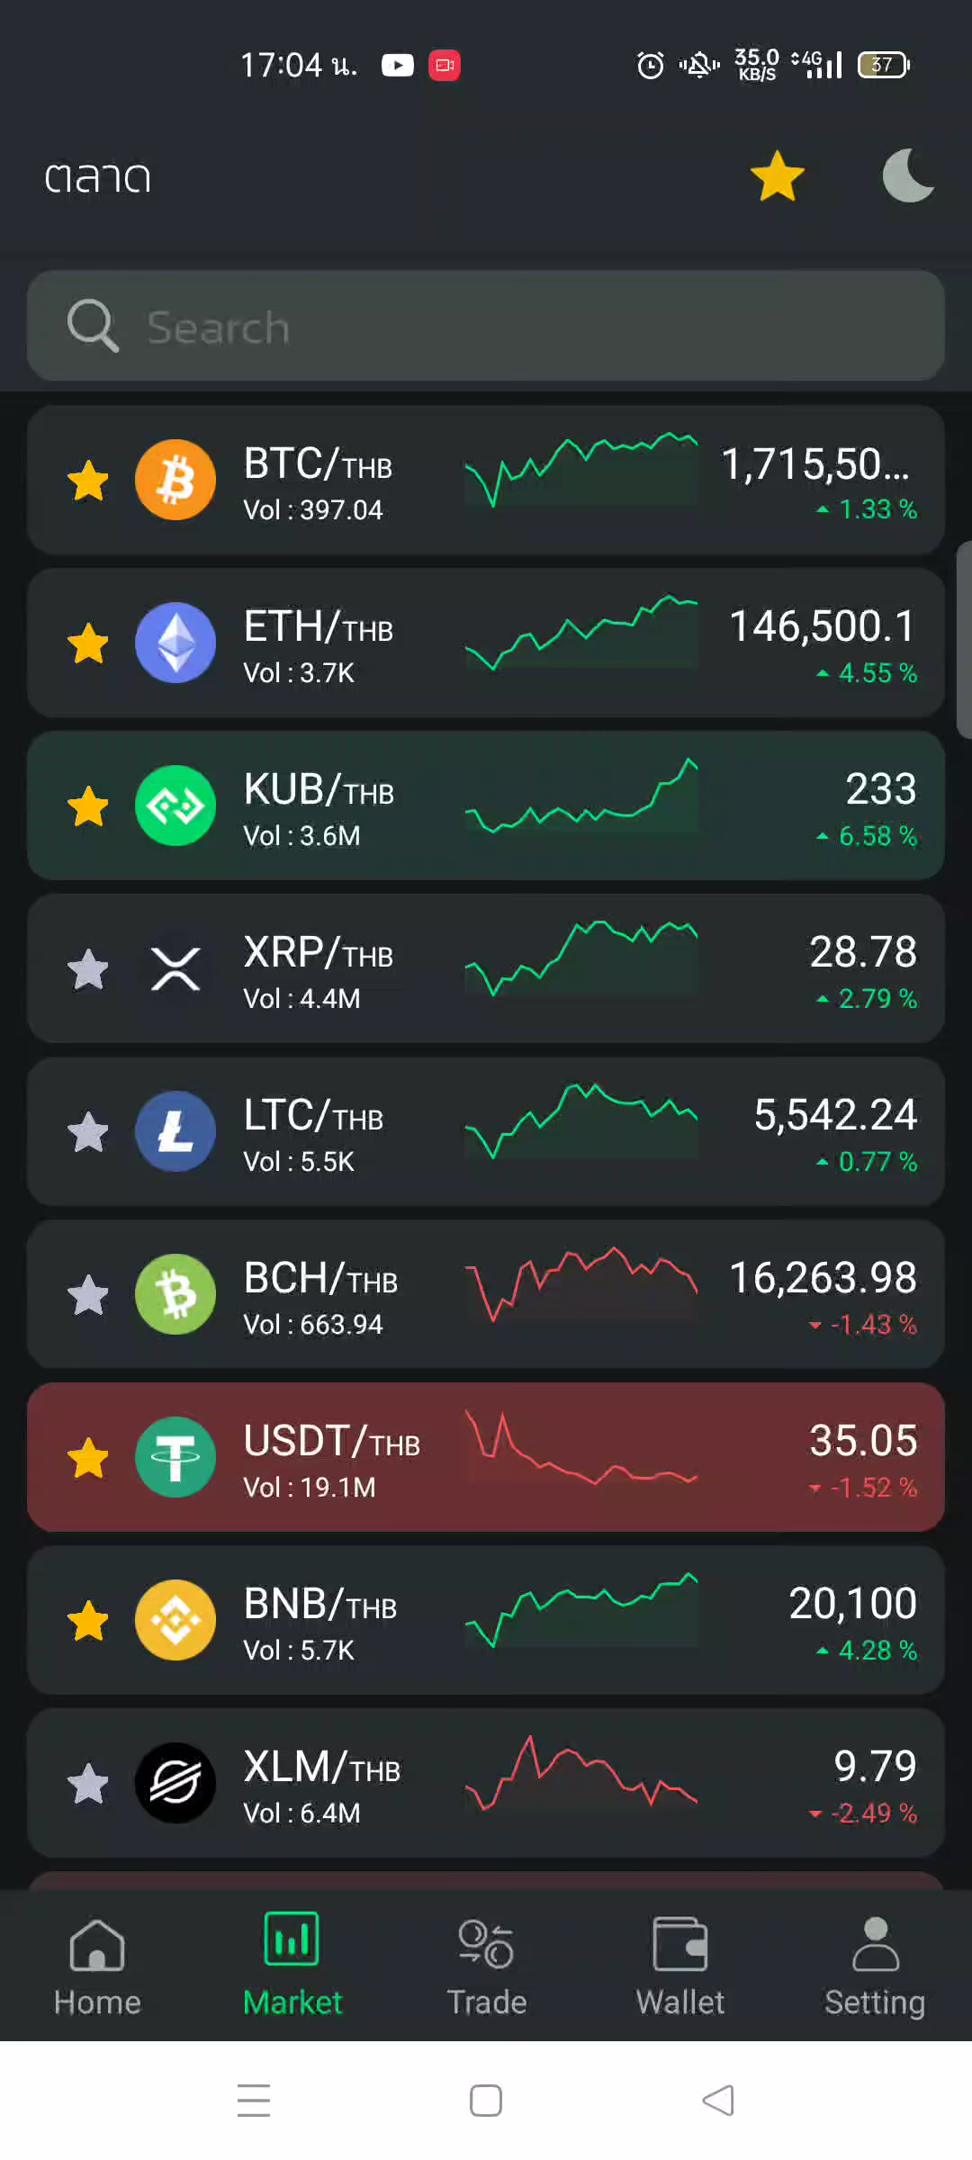 17:04 น.
35.0
KB/S
4G
37
ตลาด
Search
BTC/THB
1,715,50...
Vol : 397.04
1.33 %
ETH/THB
146,500.1
Vol : 3.7K
4.55 %
KUB/THB
233
Vol : 3.6M
6.58 %
XRP/THB
28.78
Vol : 4.4M
2.79 %
LTC/THB
5,542.24
Vol : 5.5K
0.77 %
BCH/THB
16,263.98
Vol : 663.94
-1.43 %
USDT/THB
35.05
Vol : 19.1M
-1.52 %
BNB/THB
20,100
Vol : 5.7K
4.28 %
XLM/THB
9.79
Vol : 6.4M
-2.49 %
Home
Market
Trade
Wallet
Setting